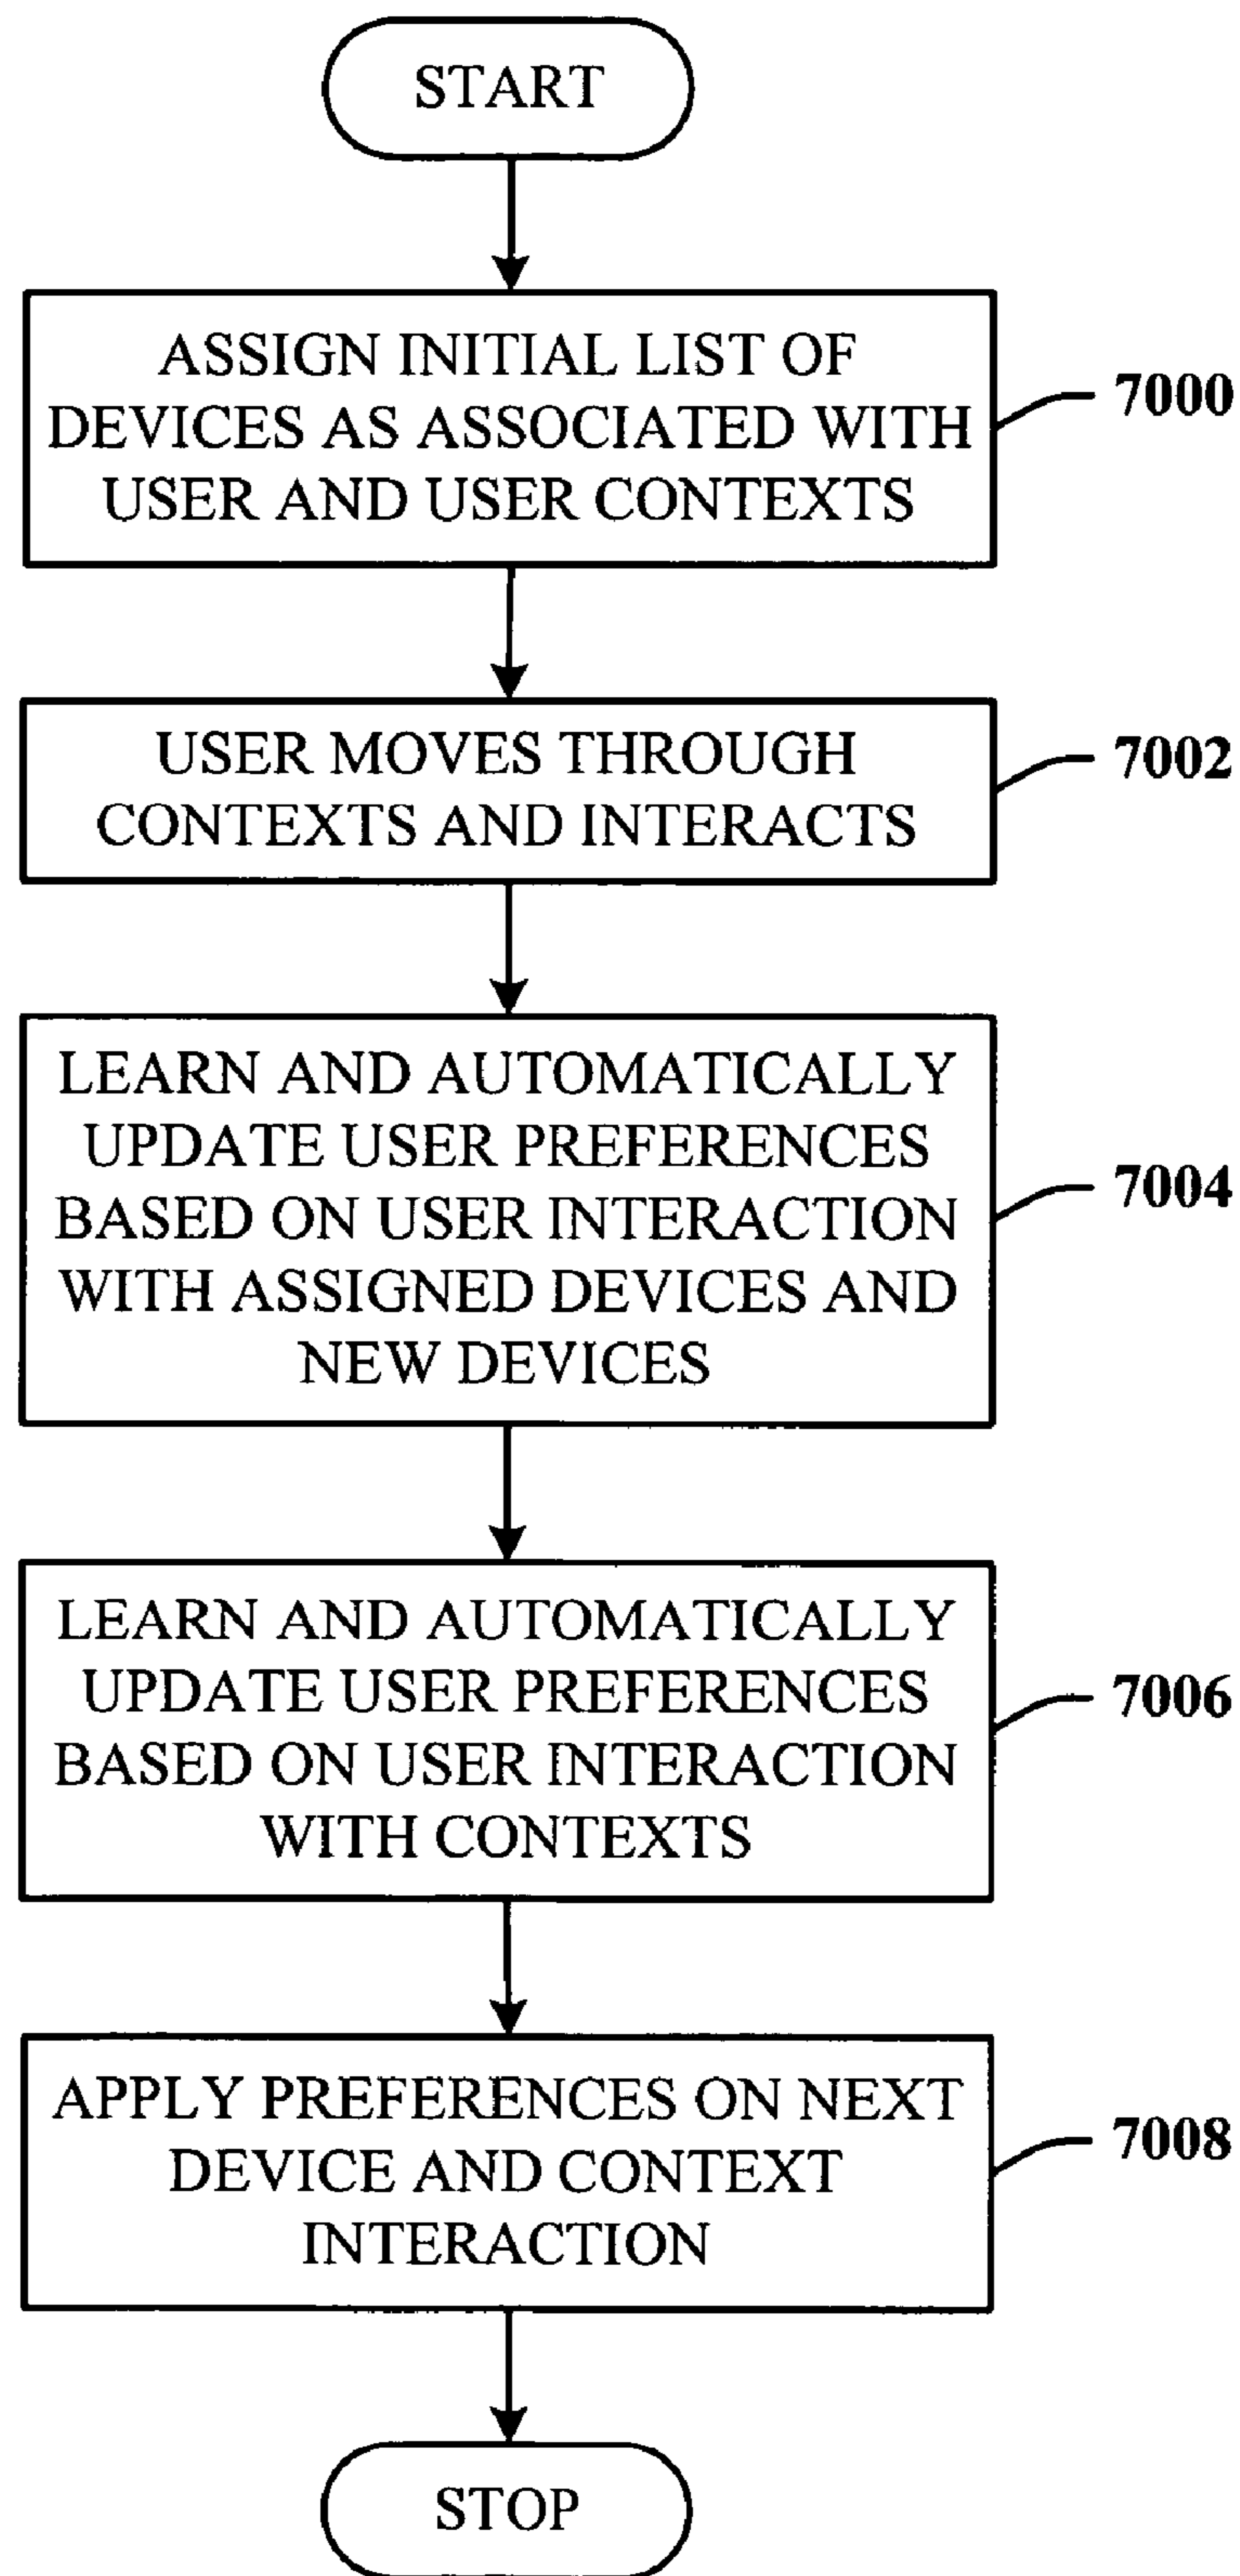 START
ASSIGN INITIAL LIST OF
DEVICES AS ASSOCIATED WITH
USER AND USER CONTEXTS
7000
USER MOVES THROUGH
CONTEXTS AND INTERACTS
7002
LEARN AND AUTOMATICALLY
UPDATE USER PREFERENCES
BASED ON USER INTERACTION
WITH ASSIGNED DEVICES AND
NEW DEVICES
7004
LEARN AND AUTOMATICALLY
UPDATE USER PREFERENCES
BASED ON USER INTERACTION
WITH CONTEXTS
7006
APPLY PREFERENCES ON NEXT
DEVICE AND CONTEXT
INTERACTION
7008
STOP